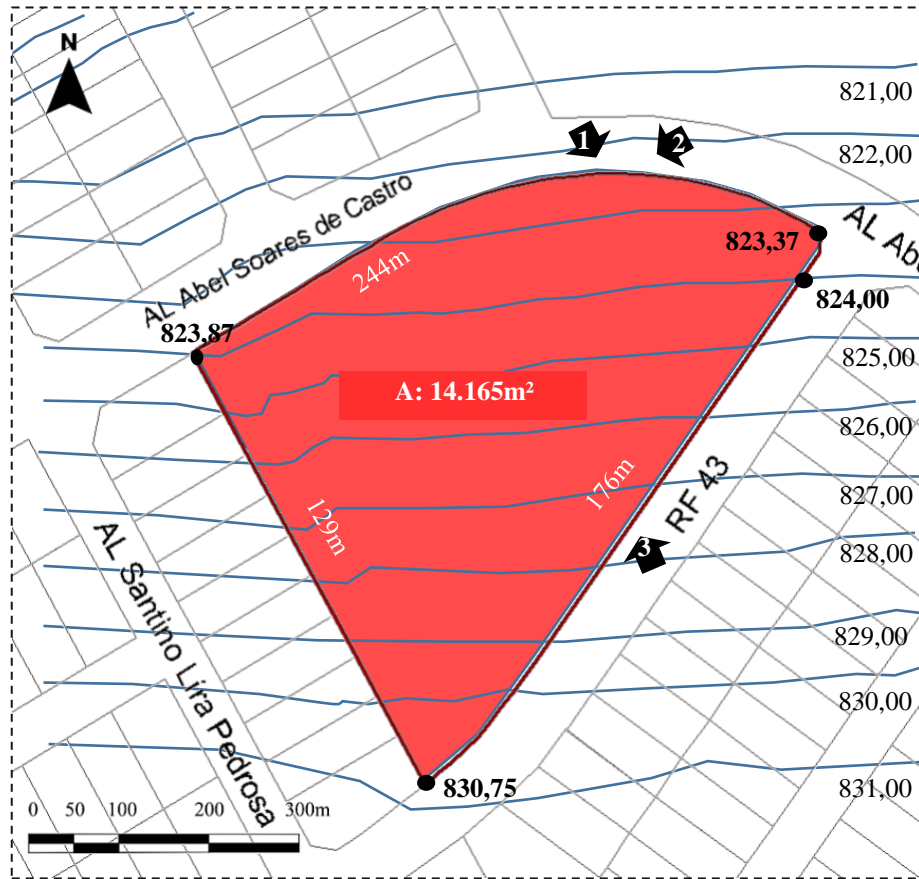 N
821,00
1
2
822,00
AL Abel Soares de Castro
AL Ab
823,37
244m
824,00
823,87
825,00
A: 14.165m²
826,00
RF 43
176m
827,00
129m
3
828,00
AL Santino Lira Pedrosa
829,00
830,00
830,75
831,00
0 50 100 200 300m